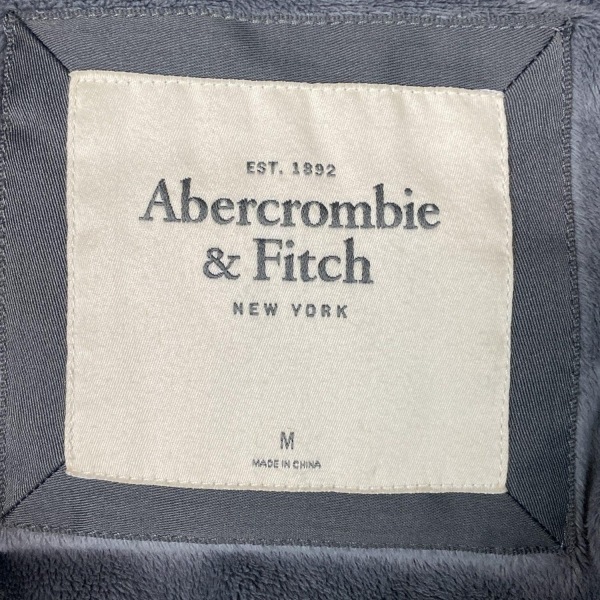 EST. 1892
Abercrombie
& Fitch
NEW YORK
M
MADE IN CHINA